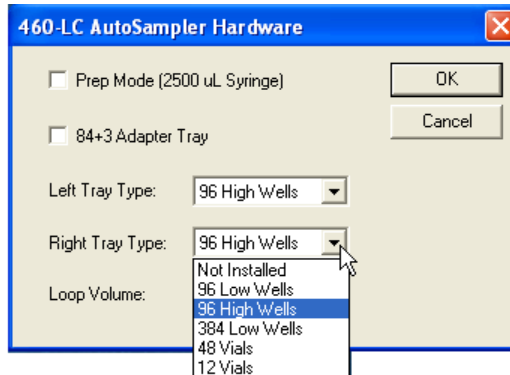 460-LC AutoSampler Hardware
Prep Mode (2500 uL Syringe)
OK
84+3 Adapter Tray
Cancel
Left Tray Type: 96 High Wells
Right Tray Type: 96 High Wells
Not Installed
96 Low Wells
Loop Volume:
96 High Wells
384 Low Wells
48 Vials
12 Vials